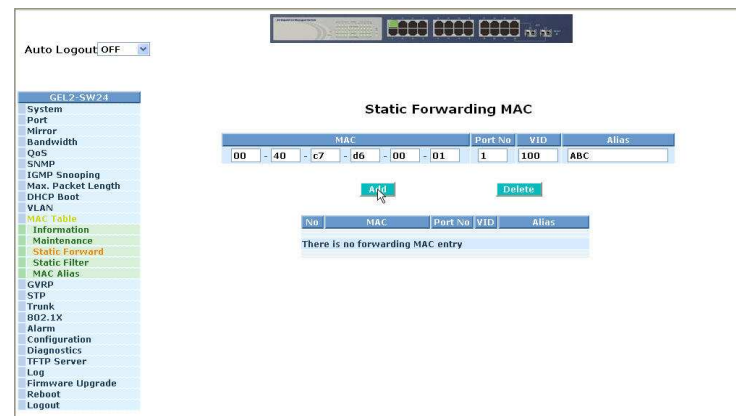 Auto Logout OFF
GEL2-SW24
System
Port
Mirror
Bandwidth
QoS
SNMP
IGMP Snooping
Max. Packet Length
DHCP Boot
VLAN
MAC Table
Information
Maintenance
Static Forward
Static Filter
MAC Alias
GVRP
STP
Trunk
802.1X
Alarm
Configuration
Diagnostics
TFTP Server
Log
Firmware Upgrade
Reboot
Logout
Static Forwarding MAC
MAC Port No VID Alias
00 - 40 - c7 - d6 - 00 - 01 1 100 ABC
Add Delete
No MAC Port No VID Alias
There is no forwarding MAC entry